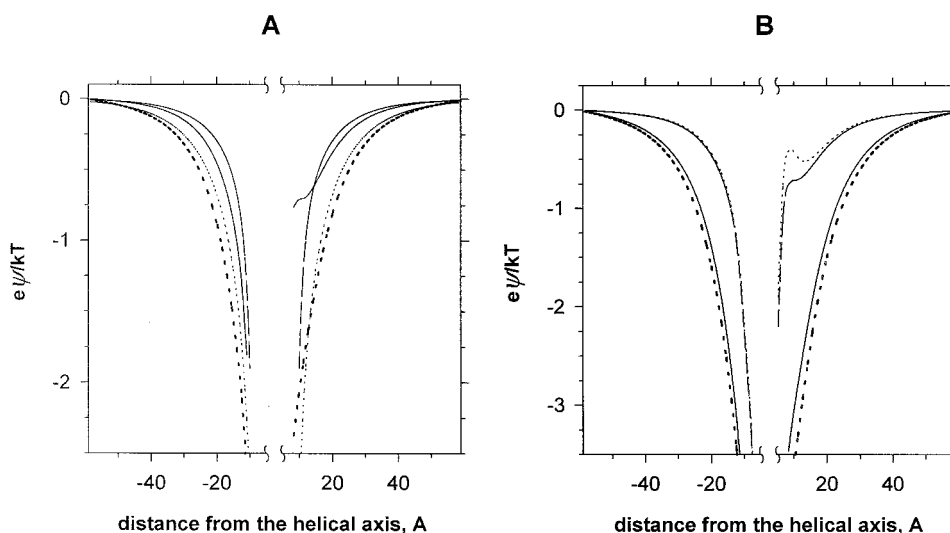 A
B
0
-1
-2
eψ/kT
-40
-20
20
40
distance from the helical axis, A
0
-1
-2
-3
eψ/kT
-40
-20
20
40
distance from the helical axis, A